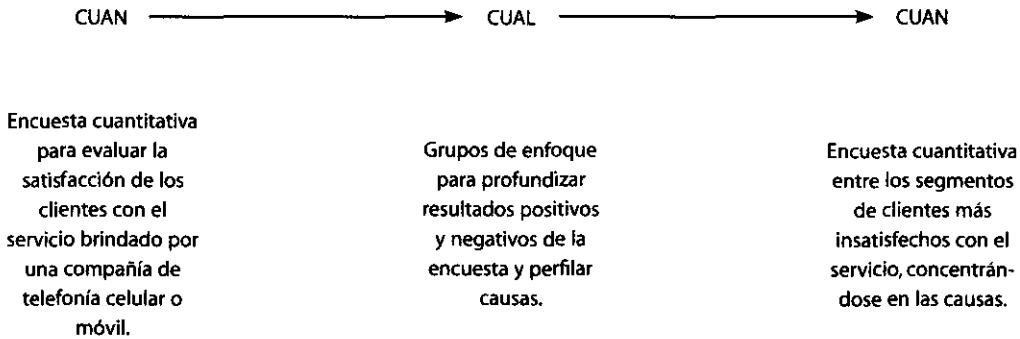 CUAN CUAL CUAN
Encuesta cuantitativa
para evaluar la
satisfacción de los
clientes con el
servicio brindado por
una compañía de
telefonía celular o
móvil.
Grupos de enfoque
para profundizar
resultados positivos
y negativos de la
encuesta y perfilar
causas.
Encuesta cuantitativa
entre los segmentos
de clientes más
insatisfechos con el
servicio, concentrán-
dose en las causas.